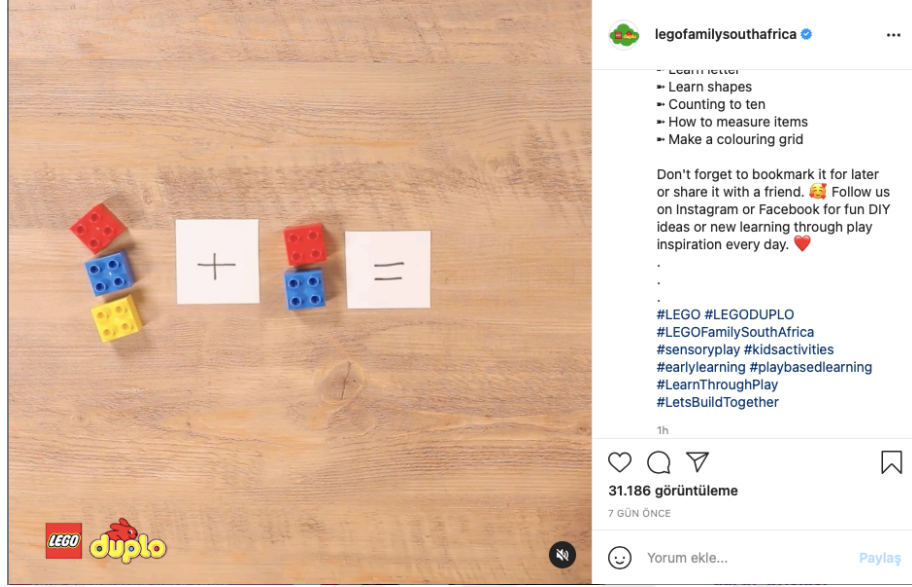 legofamilysouthafrica
➼ Learn letter
➼ Learn shapes
➼ Counting to ten
➼ How to measure items
➼ Make a colouring grid
Don't forget to bookmark it for later
or share it with a friend. 🥰 Follow us
on Instagram or Facebook for fun DIY
ideas or new learning through play
inspiration every day. ❤️
.
.
.
#LEGO #LEGODUPLO
#LEGOFamilySouthAfrica
#sensoryplay #kidsactivities
#earlylearning #playbasedlearning
#LearnThroughPlay
#LetsBuildTogether
1h
31.186 görüntüleme
7 GÜN ÖNCE
Yorum ekle...
Paylaş
+
=
LEGO
duplo